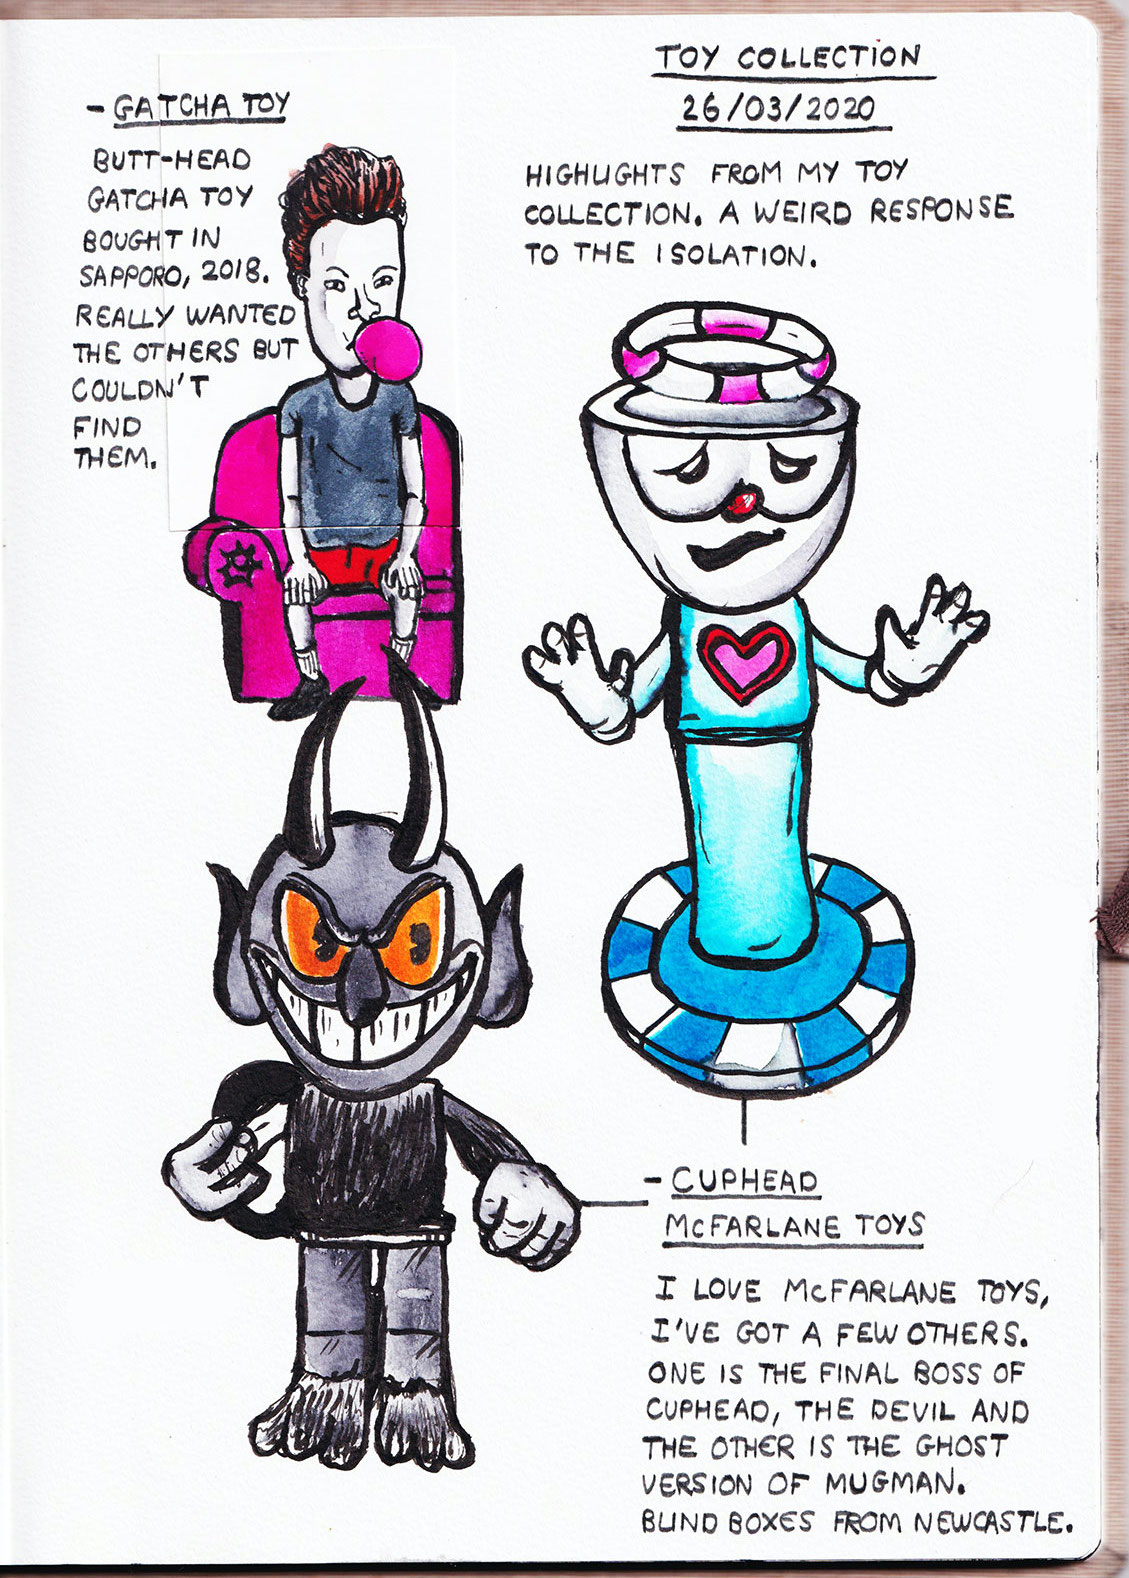 TOY COLLECTION
26/03/2020
HIGHLIGHTS FROM MY TOY
COLLECTION. A WEIRD RESPONSE
TO THE ISOLATION.
- GATCHA TOY
BUTT-HEAD
GATCHA TOY
BOUGHT IN
SAPPORO, 2018.
REALLY WANTED
THE OTHERS BUT
COULDN'T
FIND
THEM.
- CUPHEAD
McFARLANE TOYS
I LOVE McFARLANE TOYS,
I'VE GOT A FEW OTHERS.
ONE IS THE FINAL BOSS OF
CUPHEAD, THE DEVIL AND
THE OTHER IS THE GHOST
VERSION OF MUGMAN.
BLIND BOXES FROM NEWCASTLE.